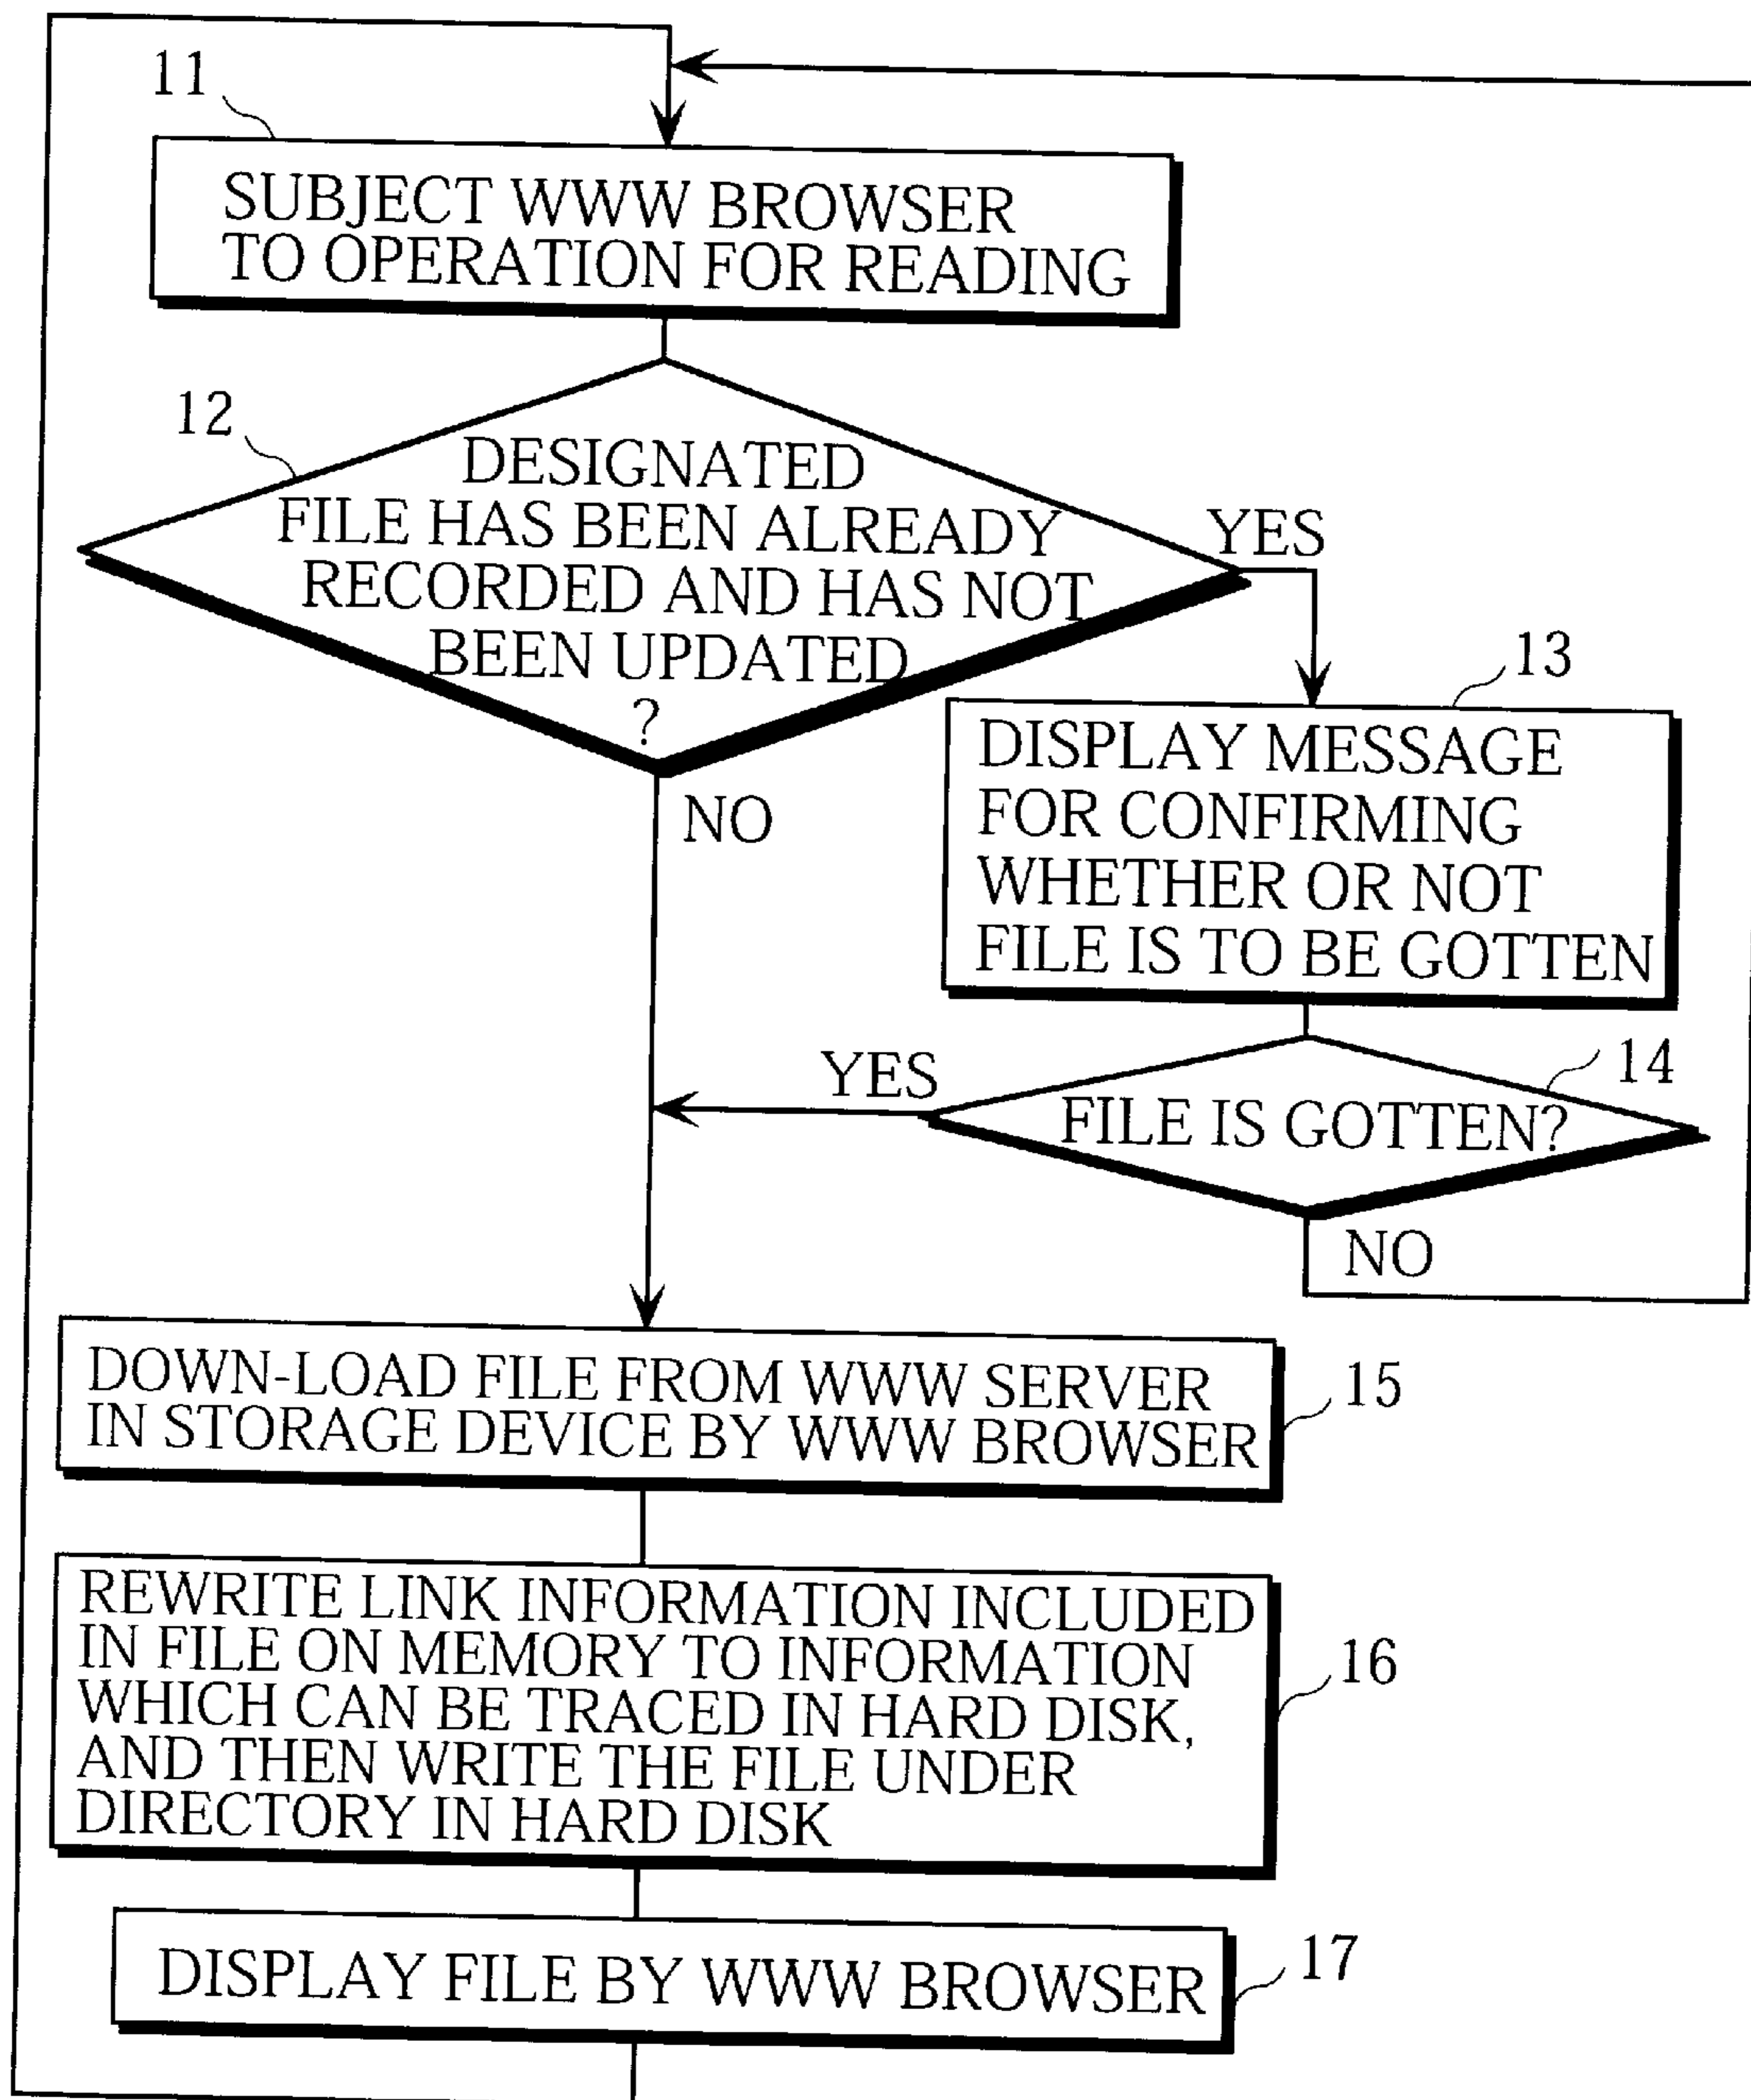 11
SUBJECT WWW BROWSER
TO OPERATION FOR READING
12
DESIGNATED
FILE HAS BEEN ALREADY
RECORDED AND HAS NOT
BEEN UPDATED
?
YES
NO
13
DISPLAY MESSAGE
FOR CONFIRMING
WHETHER OR NOT
FILE IS TO BE GOTTEN
14
FILE IS GOTTEN?
YES
NO
DOWN-LOAD FILE FROM WWW SERVER
IN STORAGE DEVICE BY WWW BROWSER
15
REWRITE LINK INFORMATION INCLUDED
IN FILE ON MEMORY TO INFORMATION
WHICH CAN BE TRACED IN HARD DISK,
AND THEN WRITE THE FILE UNDER
DIRECTORY IN HARD DISK
16
DISPLAY FILE BY WWW BROWSER
17